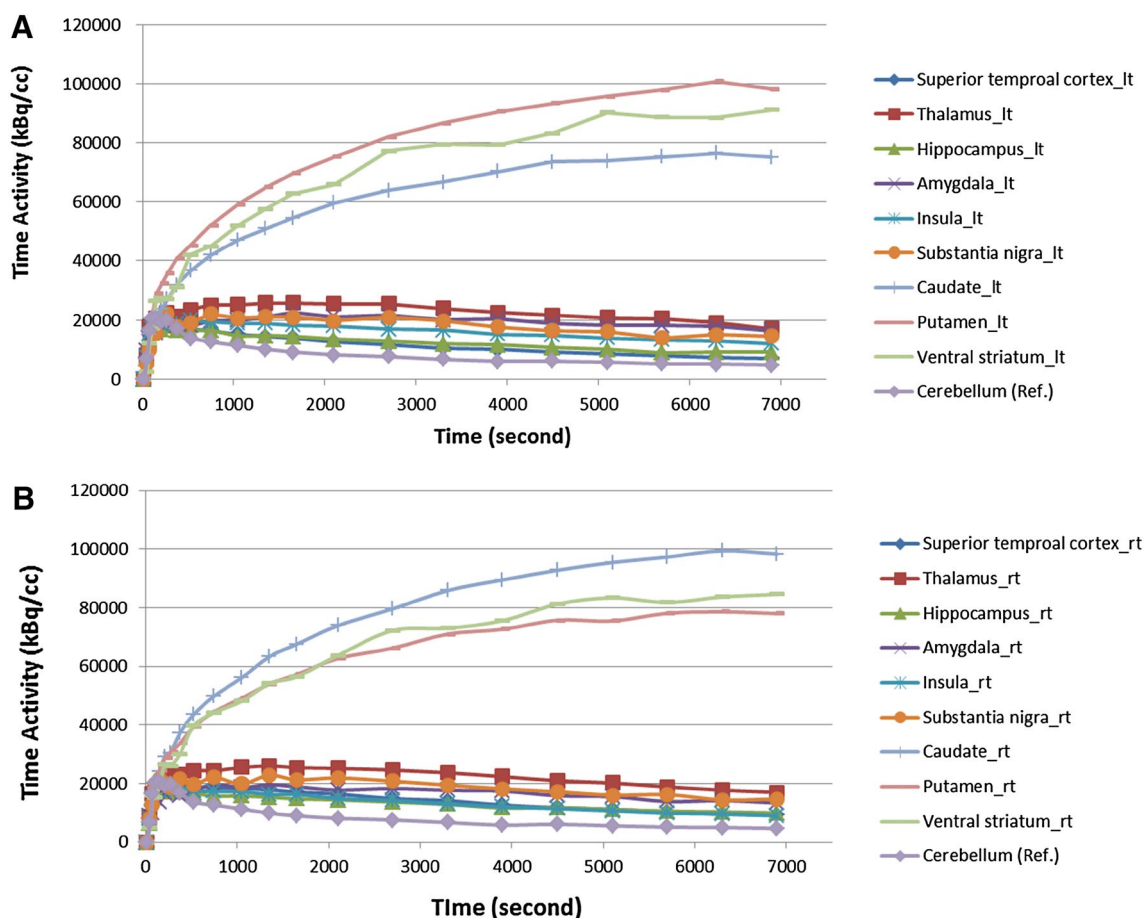 A
120000
100000
80000
60000
40000
20000
0
Time Activity (kBq/cc)
0 1000 2000 3000 4000 5000 6000 7000
Time (second)
Superior temproal cortex_lt
Thalamus_lt
Hippocampus_lt
Amygdala_lt
Insula_lt
Substantia nigra_lt
Caudate_lt
Putamen_lt
Ventral striatum_lt
Cerebellum (Ref.)
B
120000
100000
80000
60000
40000
20000
0
Time Activity (kBq/cc)
0 1000 2000 3000 4000 5000 6000 7000
TIme (second)
Superior temproal cortex_rt
Thalamus_rt
Hippocampus_rt
Amygdala_rt
Insula_rt
Substantia nigra_rt
Caudate_rt
Putamen_rt
Ventral striatum_rt
Cerebellum (Ref.)